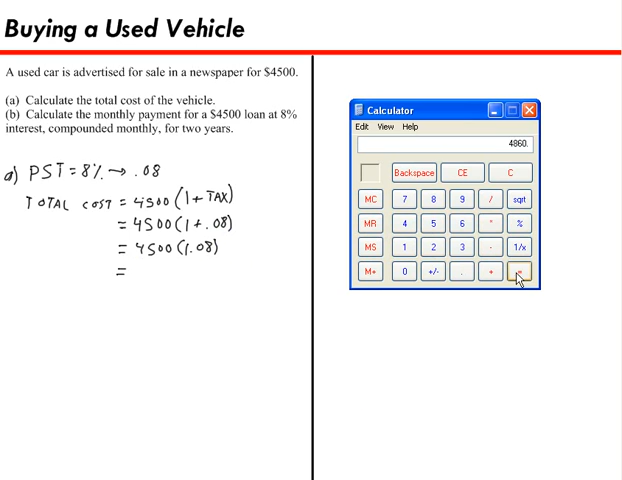 Buying a Used Vehicle
A used car is advertised for sale in a newspaper for $4500.
(a) Calculate the total cost of the vehicle.
(b) Calculate the monthly payment for a $4500 loan at 8%
interest, compounded monthly, for two years.
a) PST = 8% → .08
TOTAL COST = 4500 (1 + TAX)
= 4500 (1 + .08)
= 4500 (1.08)
=
Calculator
Edit View Help
4860.
Backspace CE C
MC 7 8 9 / sqrt
MR 4 5 6 * %
MS 1 2 3 - 1/x
M+ 0 +/- . + =